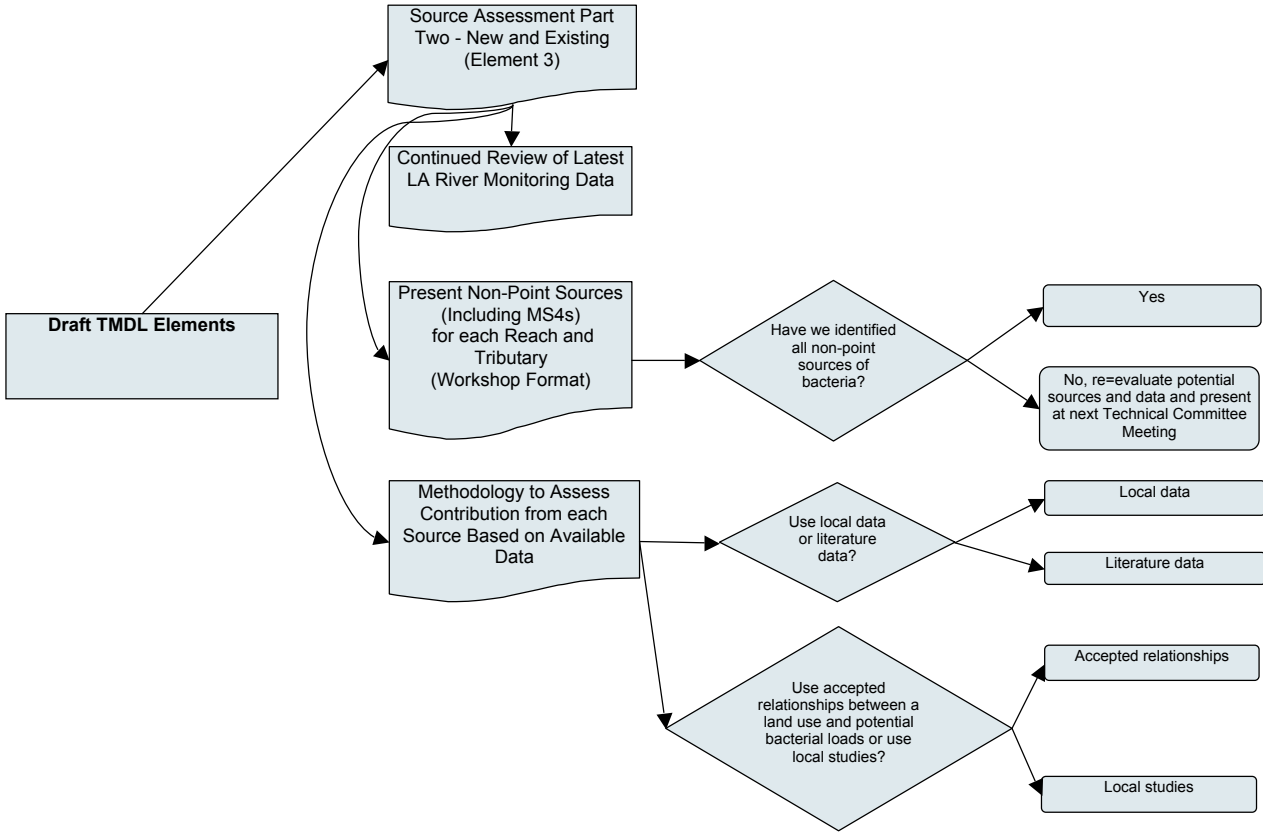 Source Assessment Part
Two - New and Existing
(Element 3)
Continued Review of Latest
LA River Monitoring Data
Draft TMDL Elements
Present Non-Point Sources
(Including MS4s)
for each Reach and
Tributary
(Workshop Format)
Have we identified
all non-point
sources of
bacteria?
Yes
No, re=evaluate potential
sources and data and present
at next Technical Committee
Meeting
Methodology to Assess
Contribution from each
Source Based on Available
Data
Use local data
or literature
data?
Local data
Literature data
Use accepted
relationships between a
land use and potential
bacterial loads or use
local studies?
Accepted relationships
Local studies